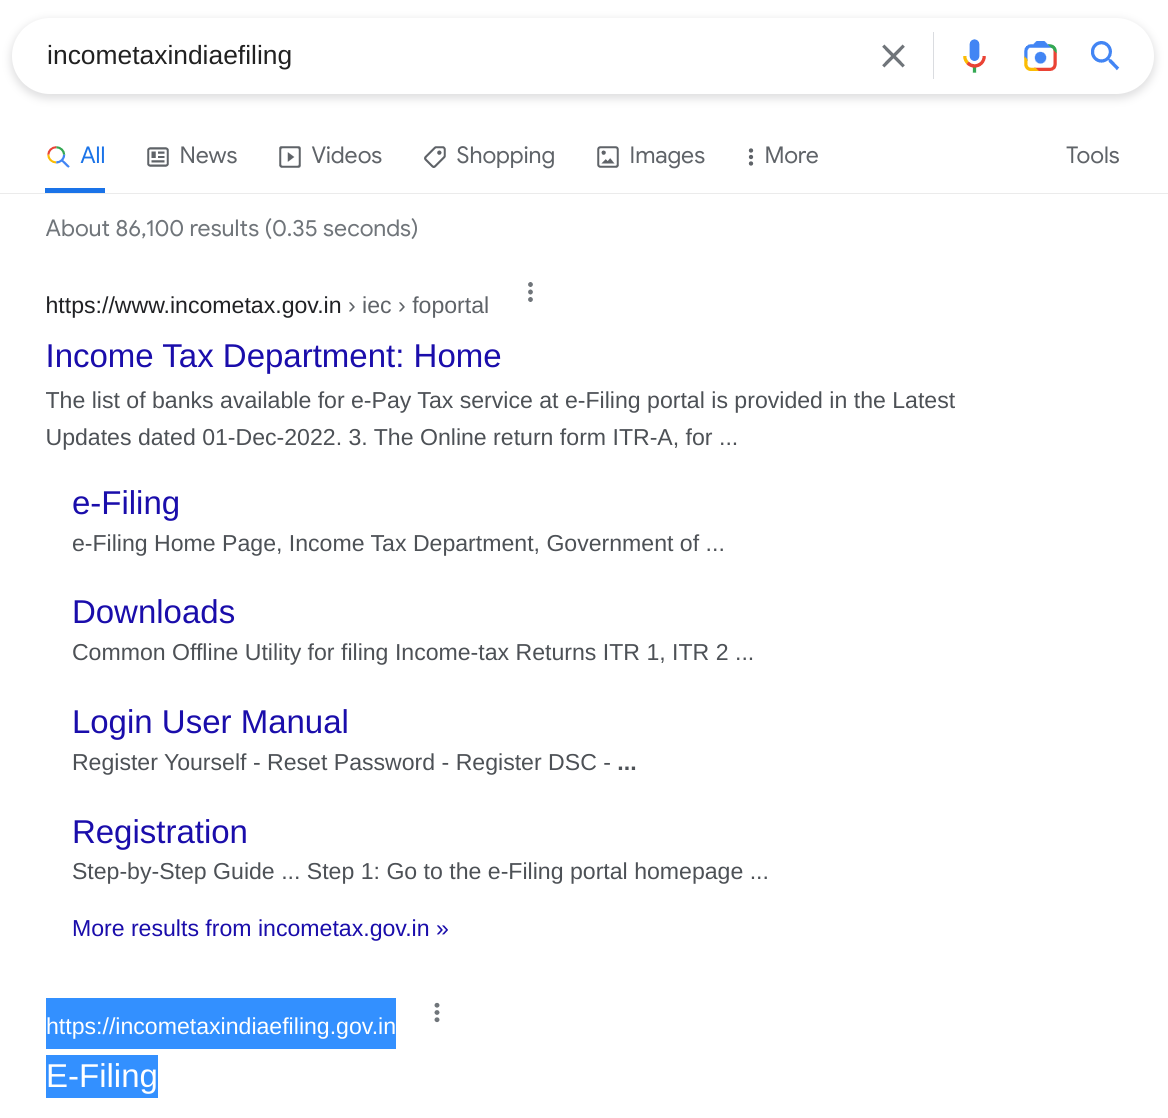 incometaxindiaefiling
All News Videos Shopping Images More Tools
About 86,100 results (0.35 seconds)
https://www.incometax.gov.in › iec › foportal
Income Tax Department: Home
The list of banks available for e-Pay Tax service at e-Filing portal is provided in the Latest
Updates dated 01-Dec-2022. 3. The Online return form ITR-A, for ...
e-Filing
e-Filing Home Page, Income Tax Department, Government of ...
Downloads
Common Offline Utility for filing Income-tax Returns ITR 1, ITR 2 ...
Login User Manual
Register Yourself - Reset Password - Register DSC - ...
Registration
Step-by-Step Guide ... Step 1: Go to the e-Filing portal homepage ...
More results from incometax.gov.in »
https://incometaxindiaefiling.gov.in
E-Filing